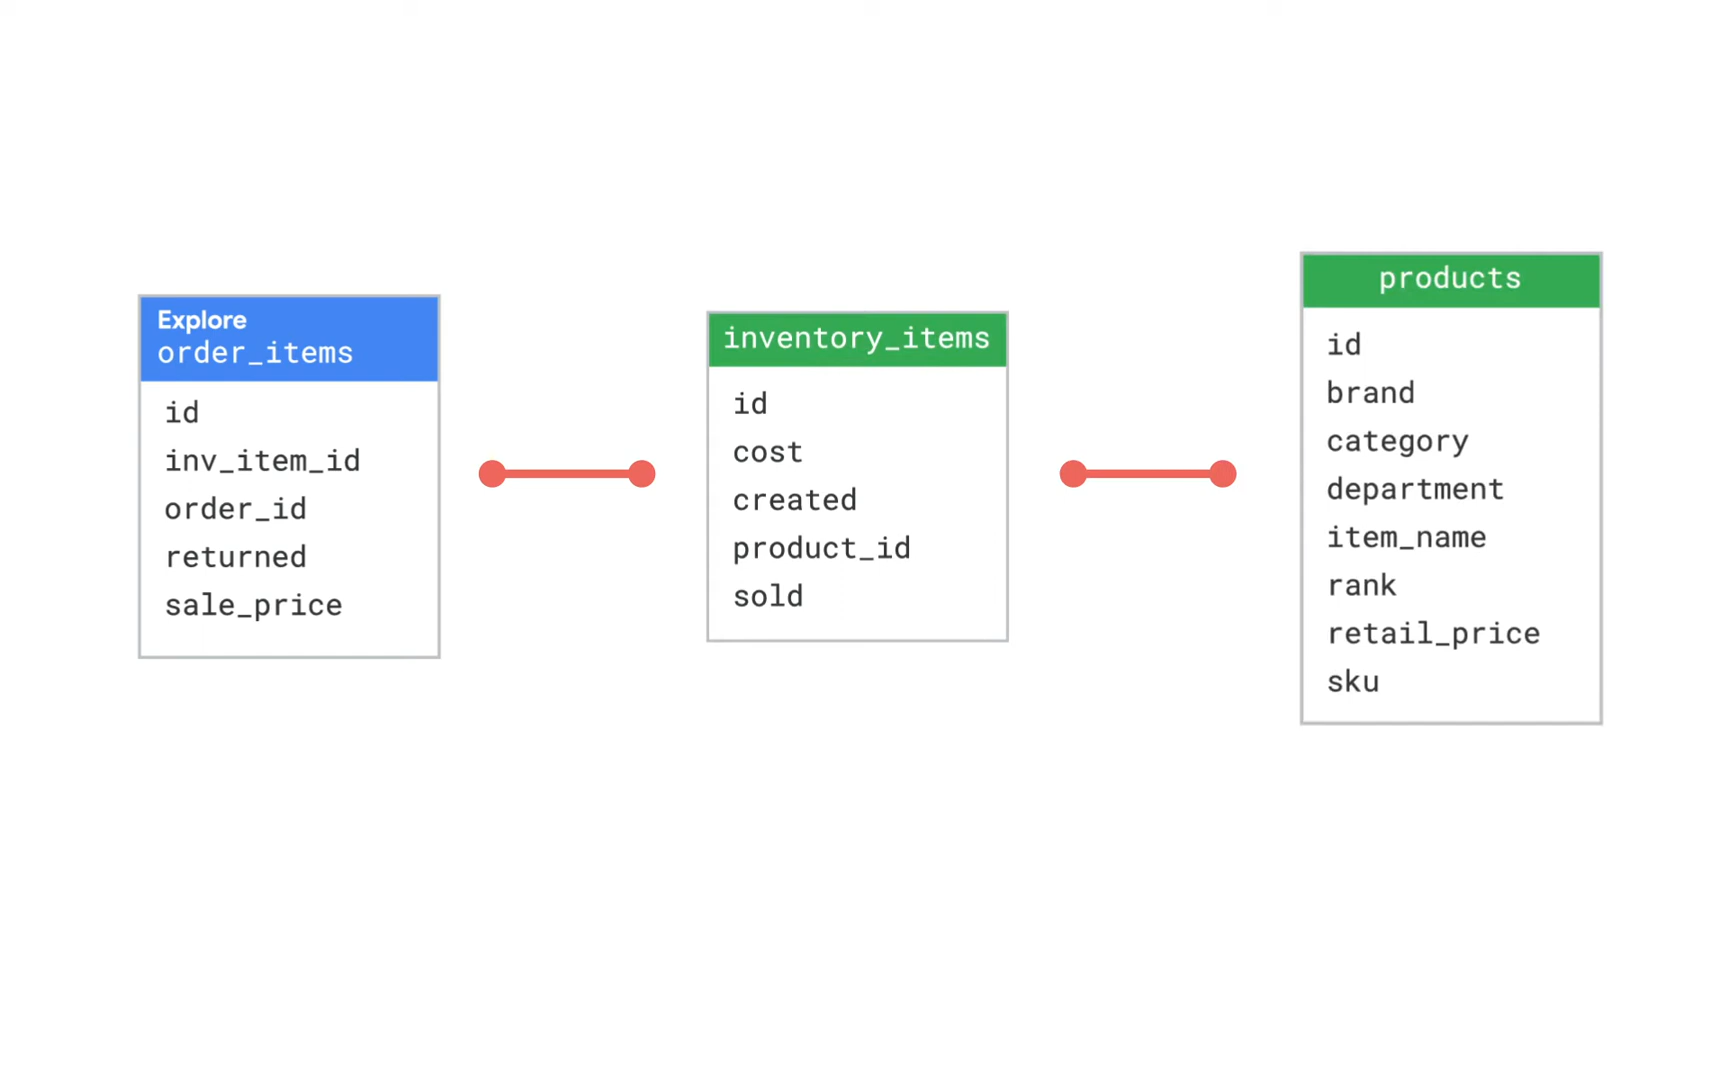 Explore
order_items
id
inv_item_id
order_id
returned
sale_price
inventory_items
id
cost
created
product_id
sold
products
id
brand
category
department
item_name
rank
retail_price
sku